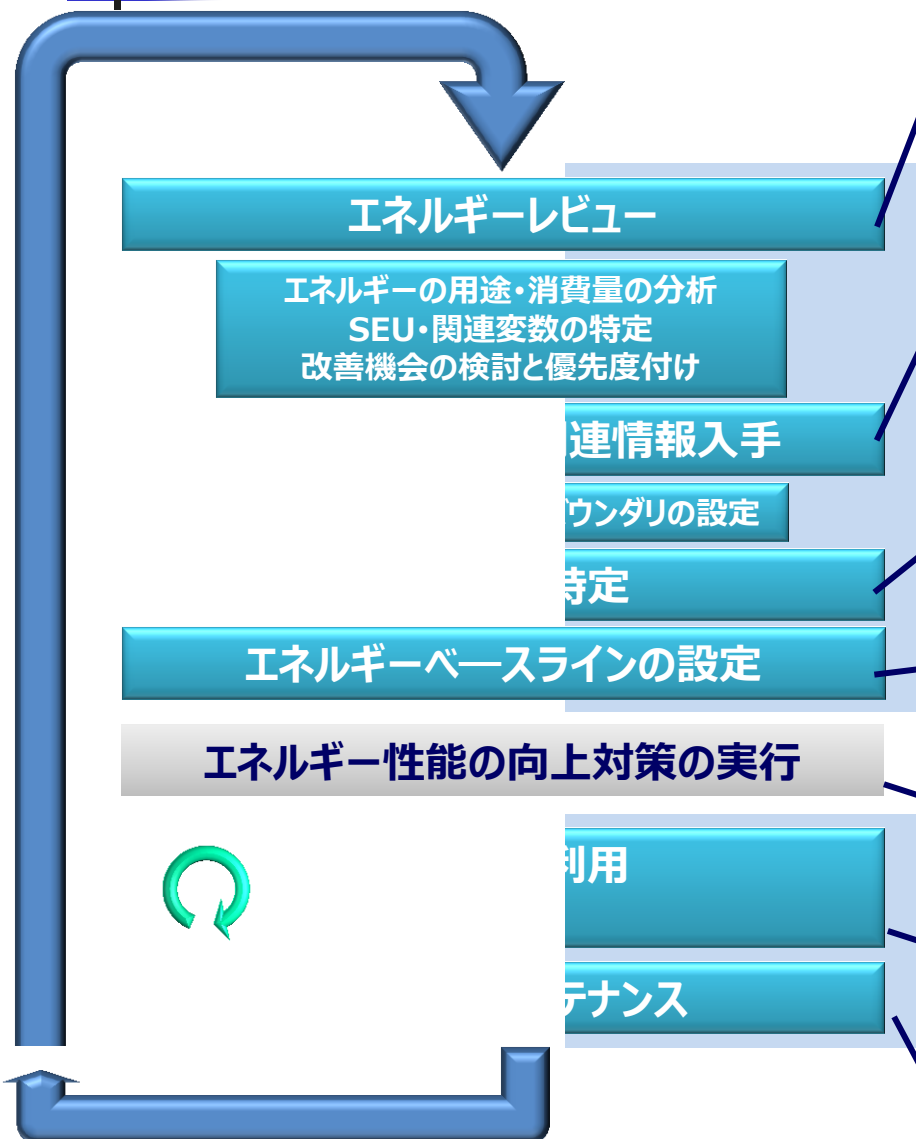 エネルギーレビュー
エネルギーの用途・消費量の分析
SEU・関連変数の特定
改善機会の検討と優先度付け
連情報入手
ウンダリの設定
定
エネルギーベースラインの設定
エネルギー性能の向上対策の実行
利用
テナンス